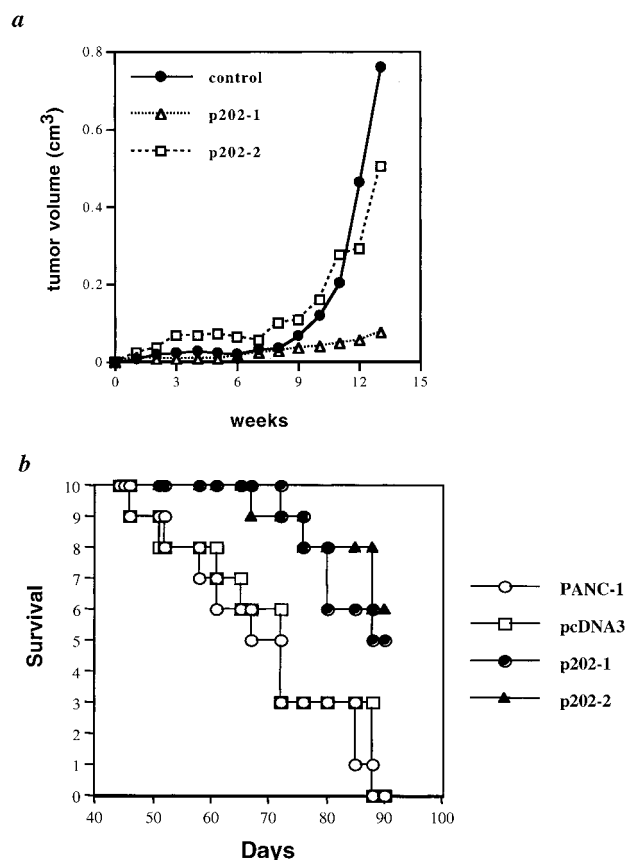 a
0.8
0.6
0.4
0.2
0
tumor volume (cm3)
control
p202-1
p202-2
0 3 6 9 12 15
weeks
b
10
9
8
7
6
5
4
3
2
1
0
Survival
40 50 60 70 80 90 100
Days
PANC-1
pcDNA3
p202-1
p202-2